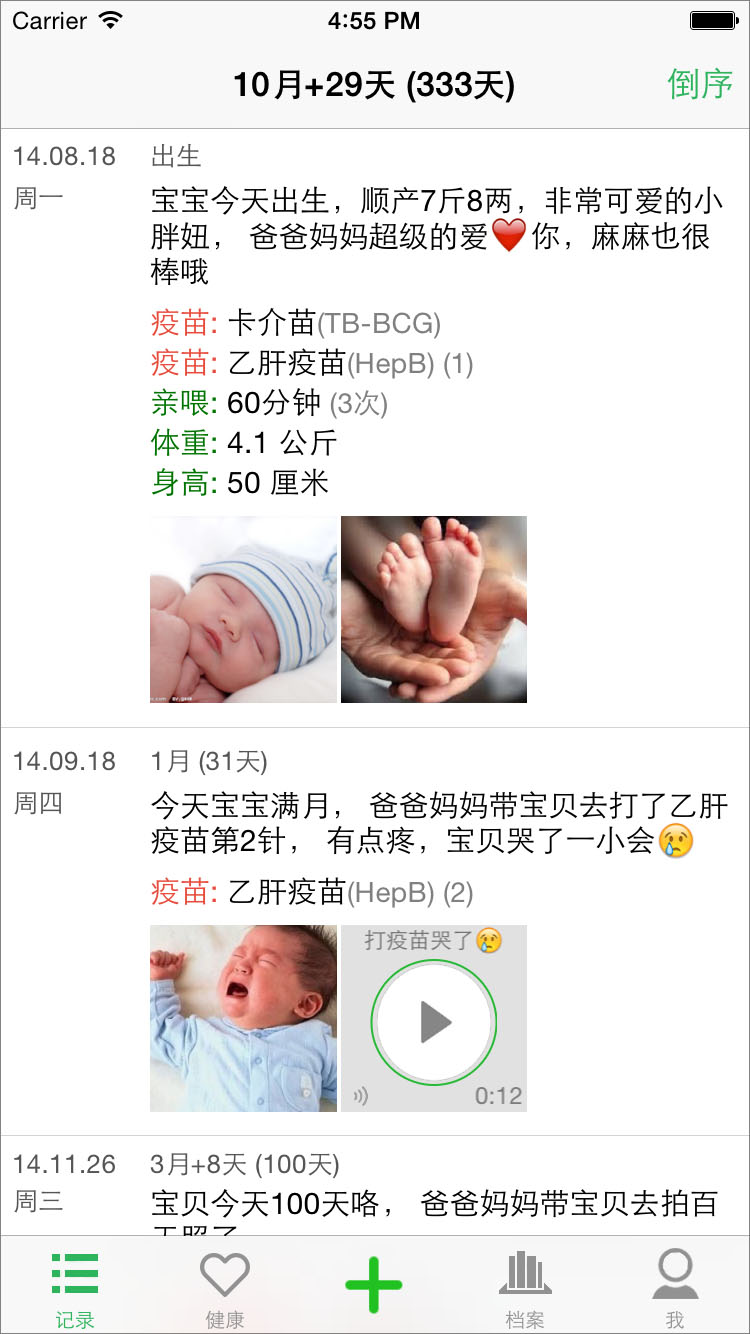 Carrier 4:55 PM
10月+29天 (333天) 倒序
14.08.18 出生
周一
宝宝今天出生，顺产7斤8两，非常可爱的小
胖妞， 爸爸妈妈超级的爱❤️你，麻麻也很
棒哦
疫苗: 卡介苗(TB-BCG)
疫苗: 乙肝疫苗(HepB) (1)
亲喂: 60分钟 (3次)
体重: 4.1 公斤
身高: 50 厘米
14.09.18 1月 (31天)
周四
今天宝宝满月， 爸爸妈妈带宝贝去打了乙肝
疫苗第2针， 有点疼，宝贝哭了一小会😢
疫苗: 乙肝疫苗(HepB) (2)
打疫苗哭了😢
0:12
14.11.26 3月+8天 (100天)
周三
宝贝今天100天咯， 爸爸妈妈带宝贝去拍百
天照了
记录 健康 档案 我